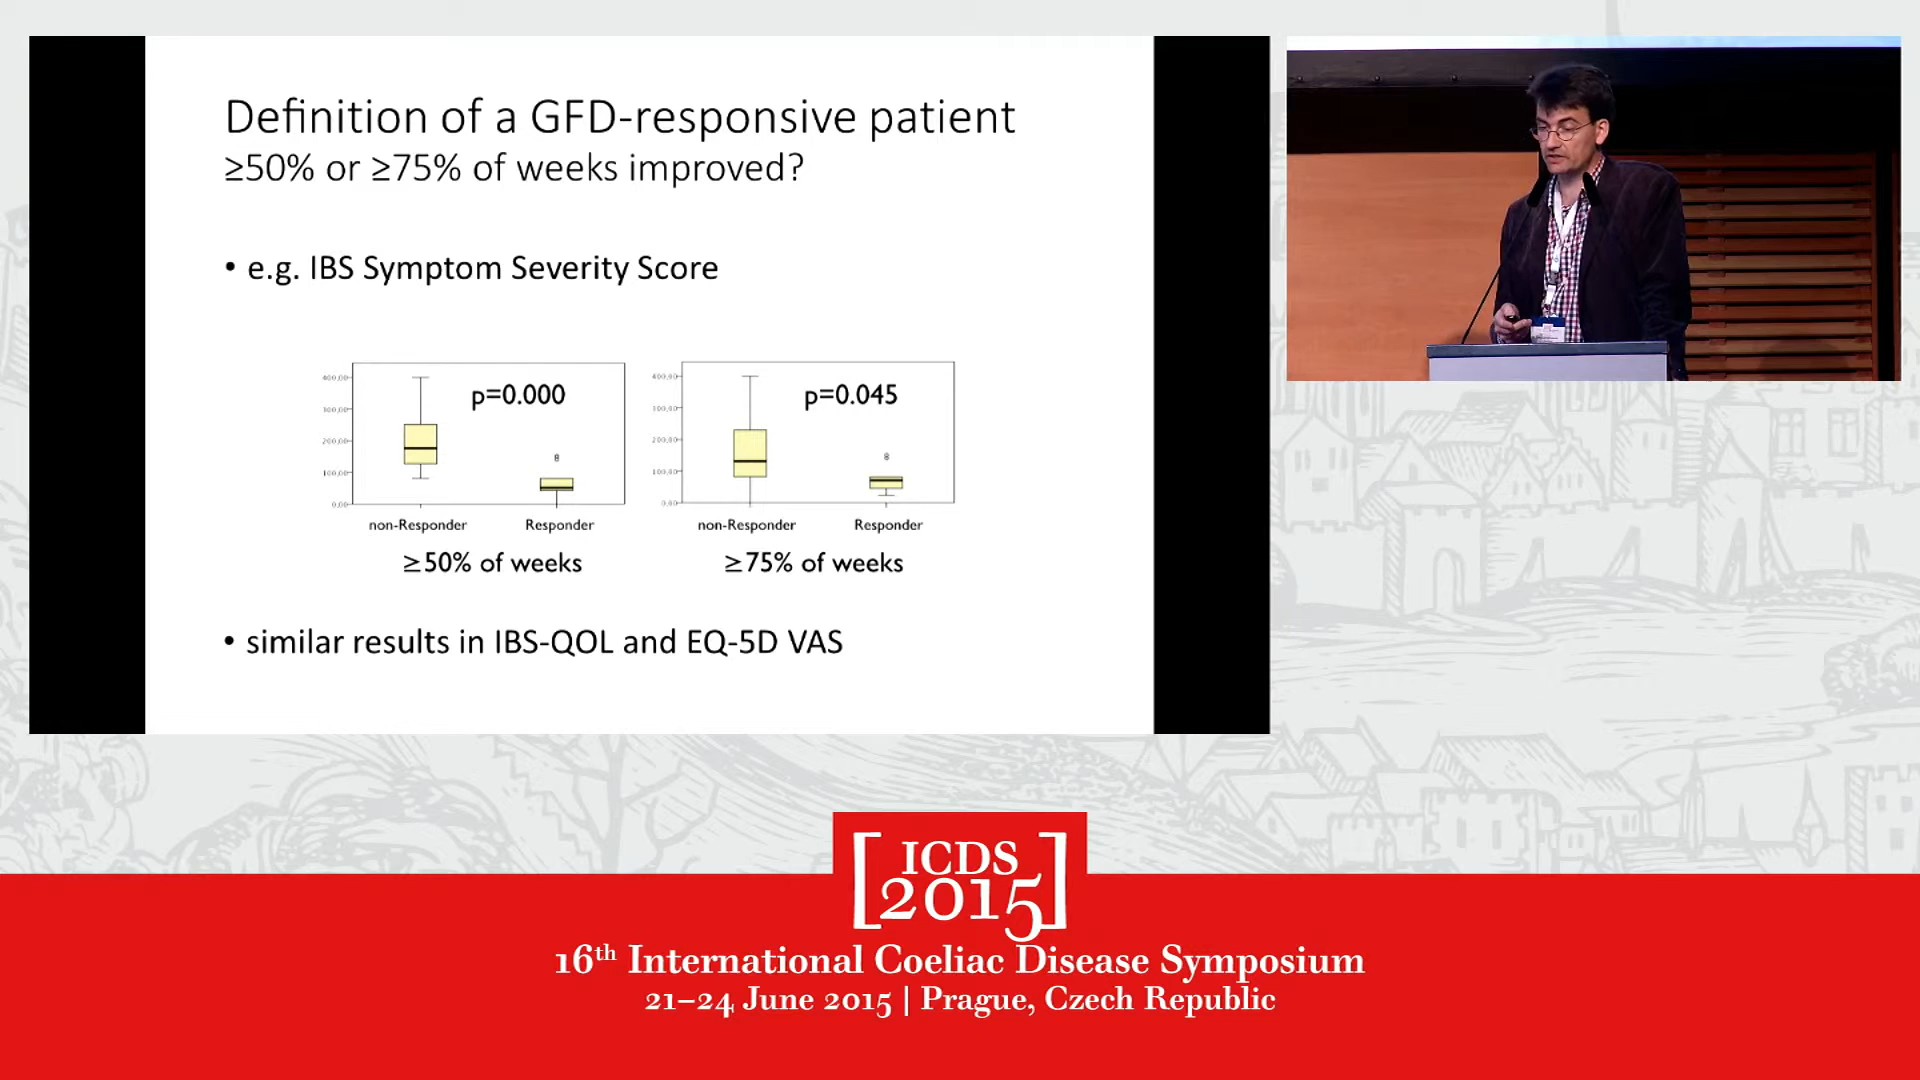 Definition of a GFD-responsive patient
≥50% or ≥75% of weeks improved?
• e.g. IBS Symptom Severity Score
400,00
300,00
200,00
100,00
0,00
p=0.000
8
non-Responder
Responder
≥50% of weeks
400,00
300,00
200,00
100,00
0,00
p=0.045
8
non-Responder
Responder
≥75% of weeks
• similar results in IBS-QOL and EQ-5D VAS
[ICDS
2015]
16th International Coeliac Disease Symposium
21–24 June 2015 | Prague, Czech Republic